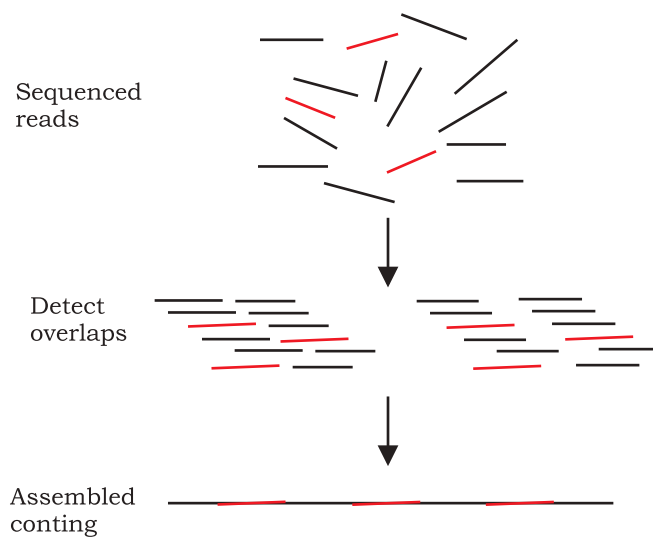 Sequenced
reads
Detect
overlaps
Assembled
conting